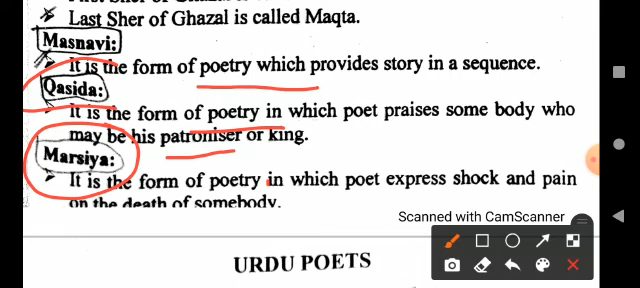 Last Sher of Ghazal is called Maqta.
Masnavi:
It is the form of poetry which provides story in a sequence.
Qasida:
It is the form of poetry in which poet praises some body who
may be his patroniser or king.
Marsiya:
It is the form of poetry in which poet express shock and pain
on the death of somebody.
Scanned with CamScanner
URDU POETS